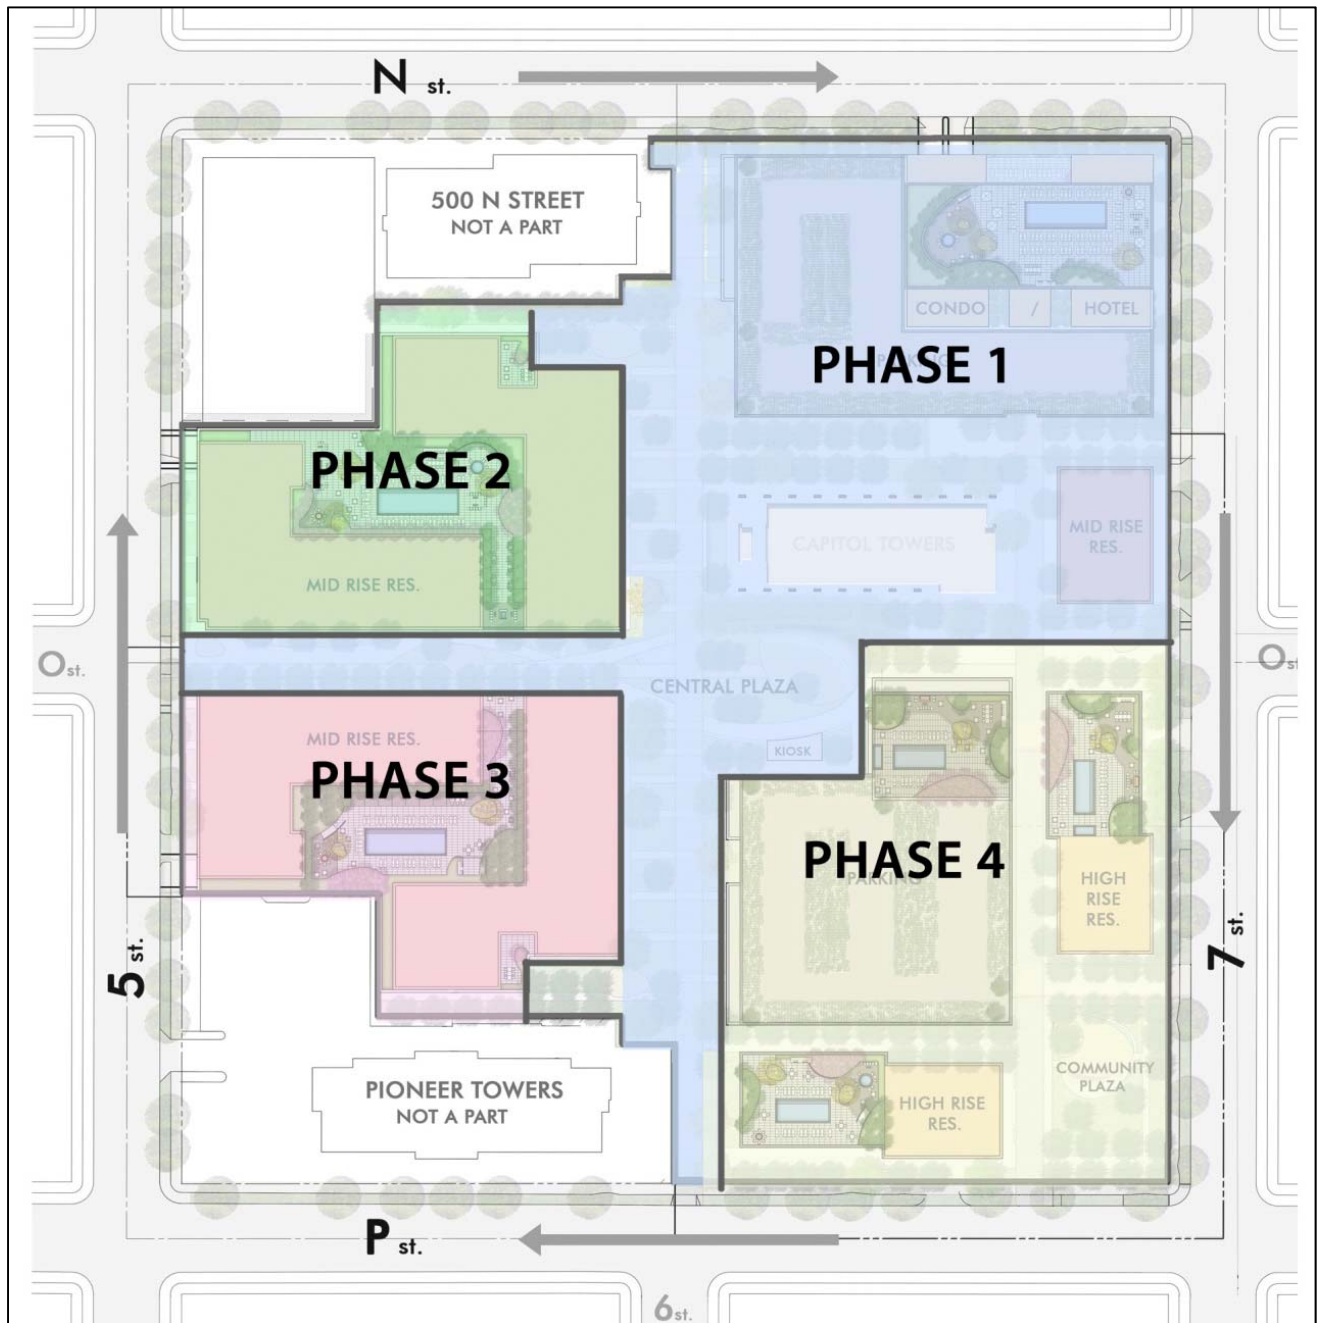 N st.
500 N STREET
NOT A PART
CONDO / HOTEL
PHASE 1
PARKING
PHASE 2
MID RISE RES.
CAPITOL TOWERS
MID RISE
RES.
O st.
O st
CENTRAL PLAZA
KIOSK
MID RISE RES.
PHASE 3
PHASE 4
PARKING
HIGH
RISE
RES.
5 st.
7 st.
PIONEER TOWERS
NOT A PART
HIGH RISE
RES.
COMMUNITY
PLAZA
P st.
6 st.